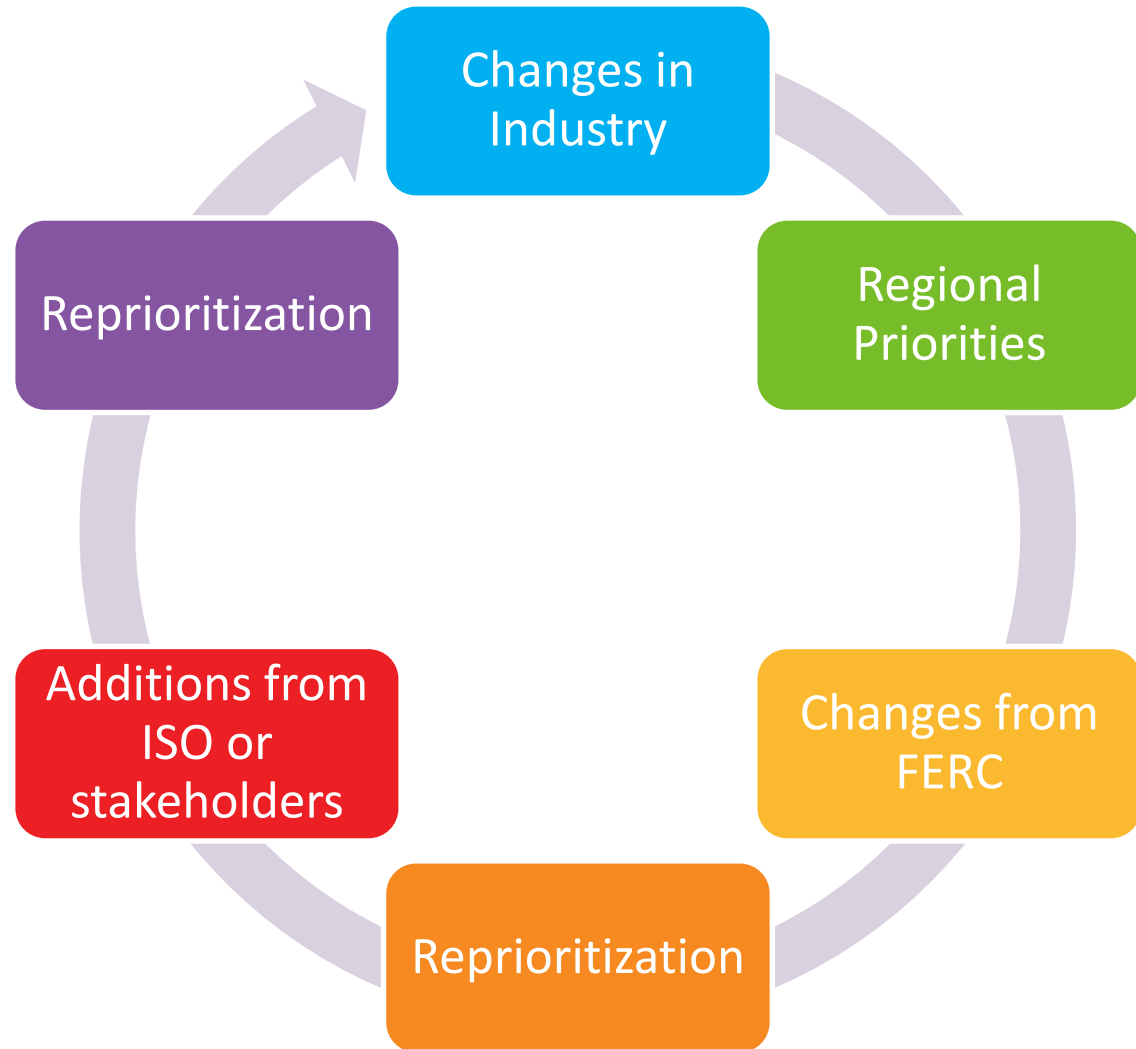 Changes in
Industry
Regional
Priorities
Changes from
FERC
Reprioritization
Additions from
ISO or
stakeholders
Reprioritization